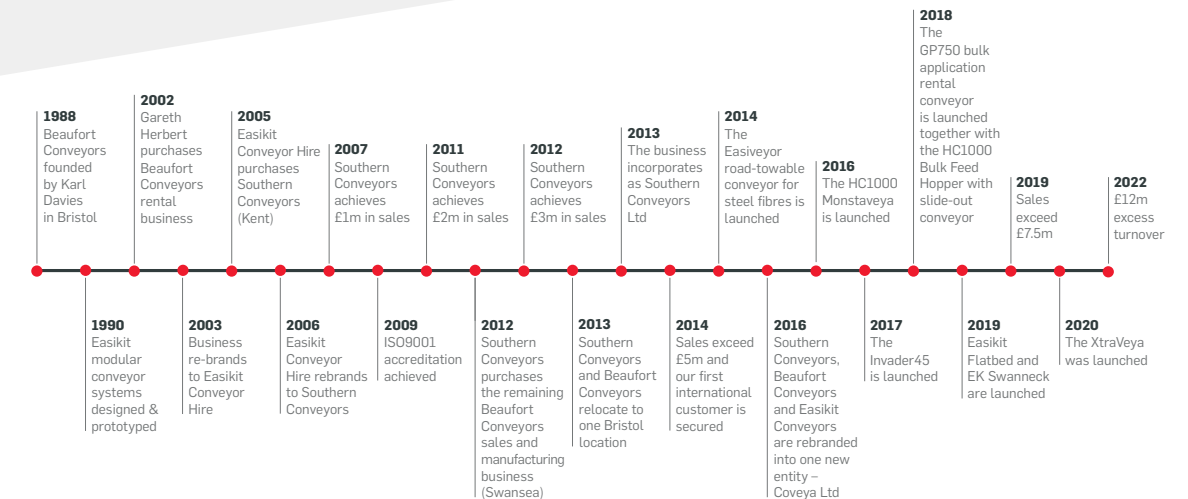 1988
Beaufort
Conveyors
founded
by Karl
Davies
in Bristol
1990
Easikit
modular
conveyor
systems
designed &
prototyped
2002
Gareth
Herbert
purchases
Beaufort
Conveyors
rental
business
2003
Business
re-brands
to Easikit
Conveyor
Hire
2005
Easikit
Conveyor Hire
purchases
Southern
Conveyors
(Kent)
2006
Easikit
Conveyor
Hire rebrands
to Southern
Conveyors
2007
Southern
Conveyors
achieves
£1m in sales
2009
ISO9001
accreditation
achieved
2011
Southern
Conveyors
achieves
£2m in sales
2012
Southern
Conveyors
purchases
the remaining
Beaufort
Conveyors
sales and
manufacturing
business
(Swansea)
2012
Southern
Conveyors
achieves
£3m in sales
2013
Southern
Conveyors
and Beaufort
Conveyors
relocate to
one Bristol
location
2013
The business
incorporates
as Southern
Conveyors
Ltd
2014
Sales exceed
£5m and
our first
international
customer is
secured
2014
The
Easiveyor
road-towable
conveyor for
steel fibres is
launched
2016
Southern
Conveyors,
Beaufort
Conveyors
and Easikit
Conveyors
are rebranded
into one new
entity –
Coveya Ltd
2016
The HC1000
Monstaveya
is launched
2017
The
Invader45
is launched
2018
The
GP750 bulk
application
rental
conveyor
is launched
together with
the HC1000
Bulk Feed
Hopper with
slide-out
conveyor
2019
Easikit
Flatbed and
EK Swanneck
are launched
2019
Sales
exceed
£7.5m
2020
The XtraVeya
was launched
2022
£12m
excess
turnover